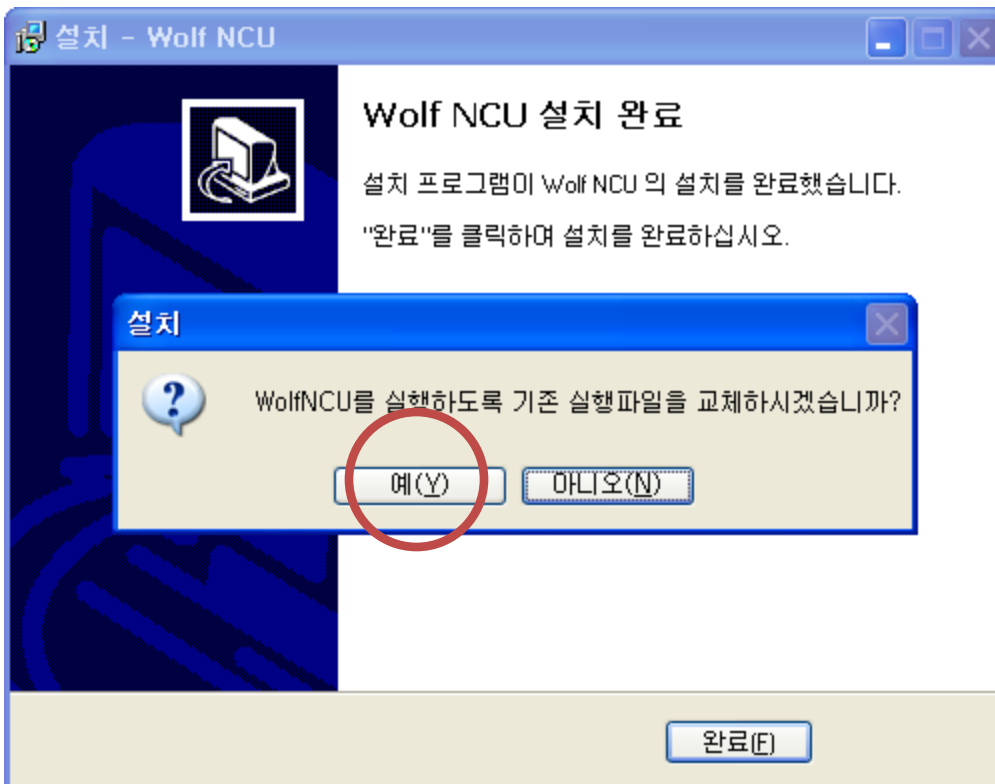 설치 - Wolf NCU
Wolf NCU 설치 완료
설치 프로그램이 Wolf NCU 의 설치를 완료했습니다.
"완료"를 클릭하여 설치를 완료하십시오.
설치
WolfNCU를 실행하도록 기존 실행파일을 교체하시겠습니까?
예(Y) 아니오(N)
완료(F)